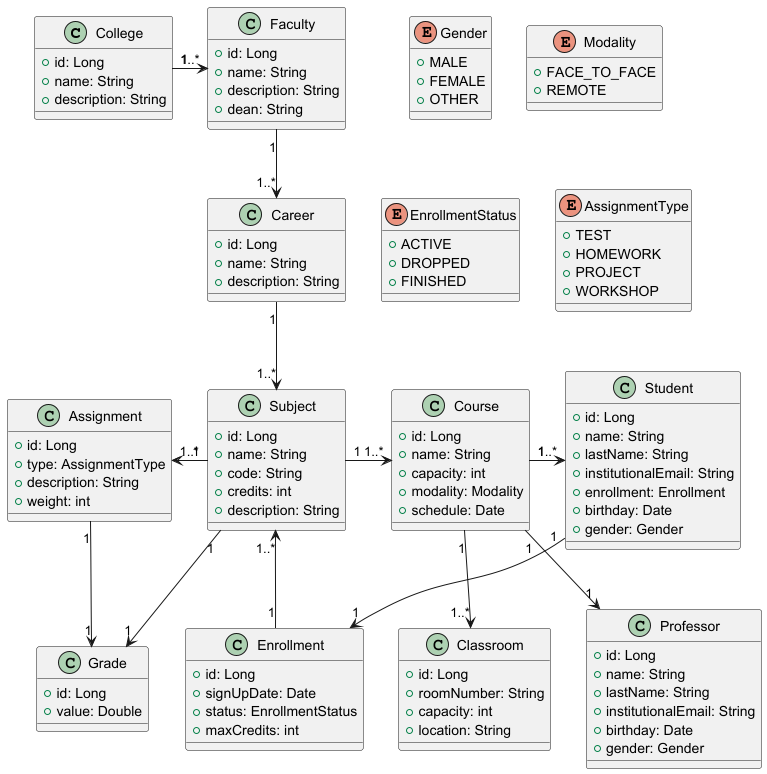 C College
id: Long
name: String
description: String
1
1..*
C Faculty
id: Long
name: String
description: String
dean: String
E Gender
MALE
FEMALE
OTHER
E Modality
FACE_TO_FACE
REMOTE
1
1..*
C Career
id: Long
name: String
description: String
E EnrollmentStatus
ACTIVE
DROPPED
FINISHED
E AssignmentType
TEST
HOMEWORK
PROJECT
WORKSHOP
1
1..*
C Assignment
id: Long
type: AssignmentType
description: String
weight: int
1..*
1
C Subject
id: Long
name: String
code: String
credits: int
description: String
1 1..*
C Course
id: Long
name: String
capacity: int
modality: Modality
schedule: Date
1
1..*
C Student
id: Long
name: String
lastName: String
institutionalEmail: String
enrollment: Enrollment
birthday: Date
gender: Gender
1
1
1..*
1
1
1
1
1
1
1
1..*
1
C Grade
id: Long
value: Double
C Enrollment
id: Long
signUpDate: Date
status: EnrollmentStatus
maxCredits: int
C Classroom
id: Long
roomNumber: String
capacity: int
location: String
C Professor
id: Long
name: String
lastName: String
institutionalEmail: String
birthday: Date
gender: Gender